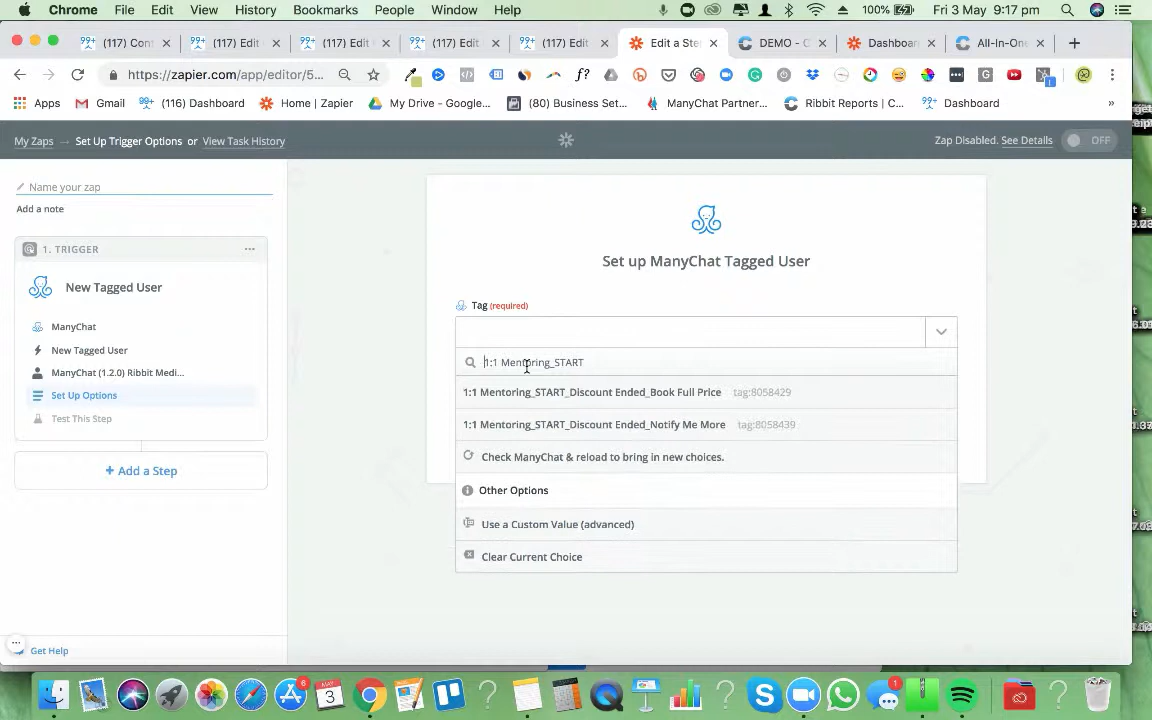 Chrome File Edit View History Bookmarks People Window Help 100% Fri 3 May 9:17 pm
(117) Con (117) Edit (117) Edit (117) Edit (117) Edit Edit a Ste DEMO - C Dashboar All-In-One
https://zapier.com/app/editor/5...
Apps Gmail (116) Dashboard Home | Zapier My Drive - Google... (80) Business Set... ManyChat Partner... Ribbit Reports | C... Dashboard »
My Zaps → Set Up Trigger Options or View Task History Zap Disabled. See Details OFF
Name your zap
Add a note
1. TRIGGER
New Tagged User
ManyChat
New Tagged User
ManyChat (1.2.0) Ribbit Medi...
Set Up Options
Test This Step
+ Add a Step
Get Help
Set up ManyChat Tagged User
Tag (required)
1:1 Mentoring_START
1:1 Mentoring_START_Discount Ended_Book Full Price tag:8058429
1:1 Mentoring_START_Discount Ended_Notify Me More tag:8058439
Check ManyChat & reload to bring in new choices.
Other Options
Use a Custom Value (advanced)
Clear Current Choice